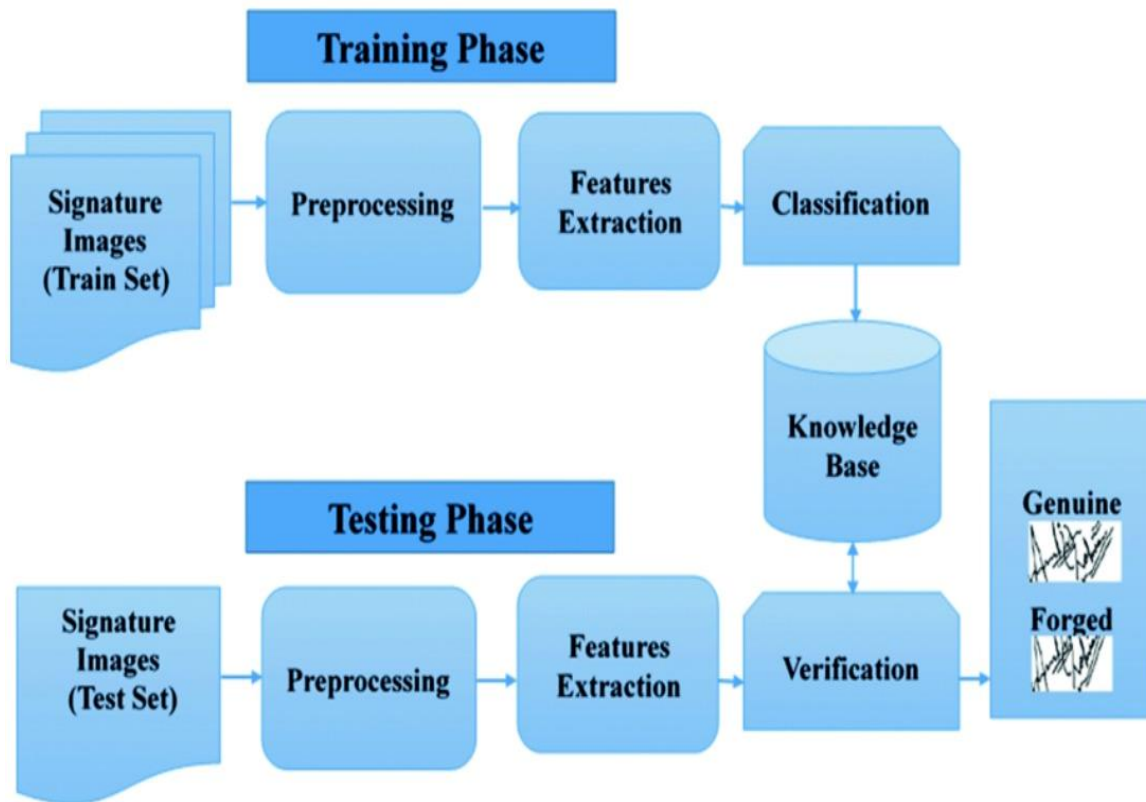 Training Phase
Signature
Images
(Train Set)
Preprocessing
Features
Extraction
Classification
Knowledge
Base
Testing Phase
Signature
Images
(Test Set)
Preprocessing
Features
Extraction
Verification
Genuine
Forged